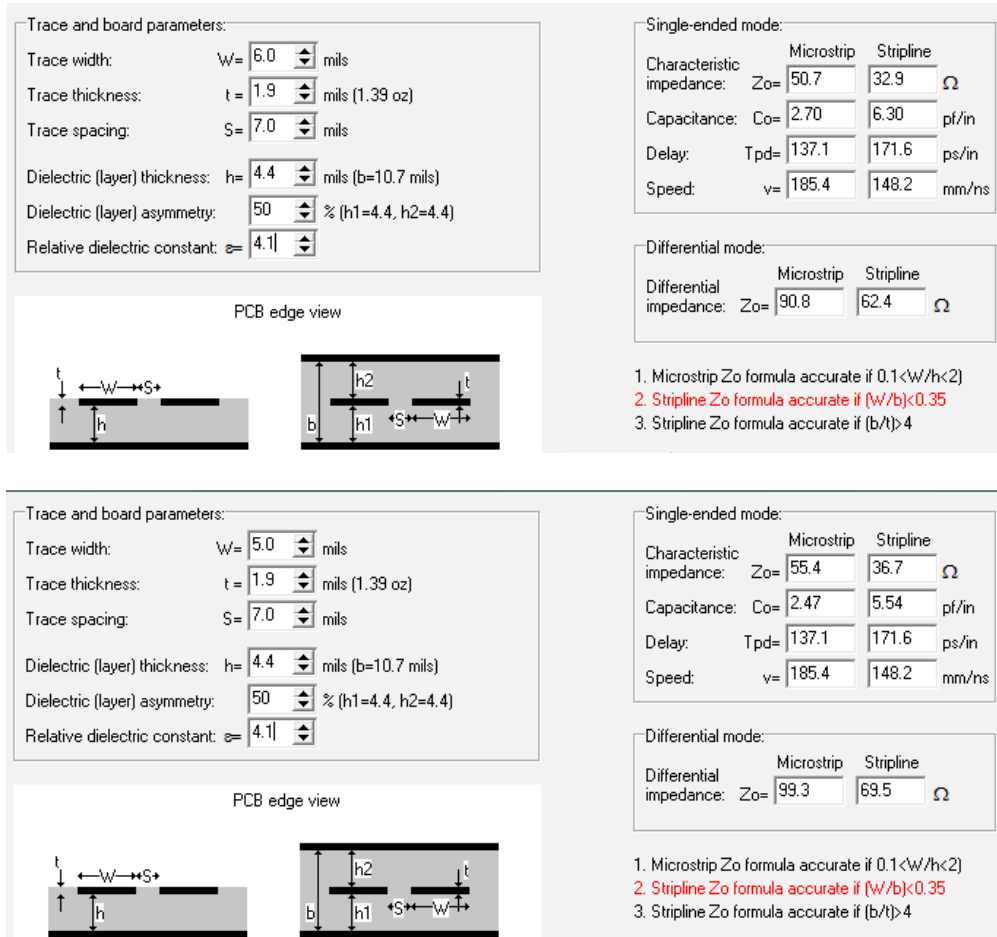 Trace and board parameters:
Trace width: W= 6.0 mils
Trace thickness: t = 1.9 mils (1.39 oz)
Trace spacing: S= 7.0 mils
Dielectric (layer) thickness: h= 4.4 mils (b=10.7 mils)
Dielectric (layer) asymmetry: 50 % (h1=4.4, h2=4.4)
Relative dielectric constant: ε= 4.1
PCB edge view
t W S h
b h2 h1 S W t
Single-ended mode:
Microstrip Stripline
Characteristic
impedance: Zo= 50.7 32.9 Ω
Capacitance: Co= 2.70 6.30 pf/in
Delay: Tpd= 137.1 171.6 ps/in
Speed: v= 185.4 148.2 mm/ns
Differential mode:
Microstrip Stripline
Differential
impedance: Zo= 90.8 62.4 Ω
1. Microstrip Zo formula accurate if 0.1<W/h<2)
2. Stripline Zo formula accurate if (W/b)<0.35
3. Stripline Zo formula accurate if (b/t)>4
Trace and board parameters:
Trace width: W= 5.0 mils
Trace thickness: t = 1.9 mils (1.39 oz)
Trace spacing: S= 7.0 mils
Dielectric (layer) thickness: h= 4.4 mils (b=10.7 mils)
Dielectric (layer) asymmetry: 50 % (h1=4.4, h2=4.4)
Relative dielectric constant: ε= 4.1
PCB edge view
t W S h
b h2 h1 S W t
Single-ended mode:
Microstrip Stripline
Characteristic
impedance: Zo= 55.4 36.7 Ω
Capacitance: Co= 2.47 5.54 pf/in
Delay: Tpd= 137.1 171.6 ps/in
Speed: v= 185.4 148.2 mm/ns
Differential mode:
Microstrip Stripline
Differential
impedance: Zo= 99.3 69.5 Ω
1. Microstrip Zo formula accurate if 0.1<W/h<2)
2. Stripline Zo formula accurate if (W/b)<0.35
3. Stripline Zo formula accurate if (b/t)>4